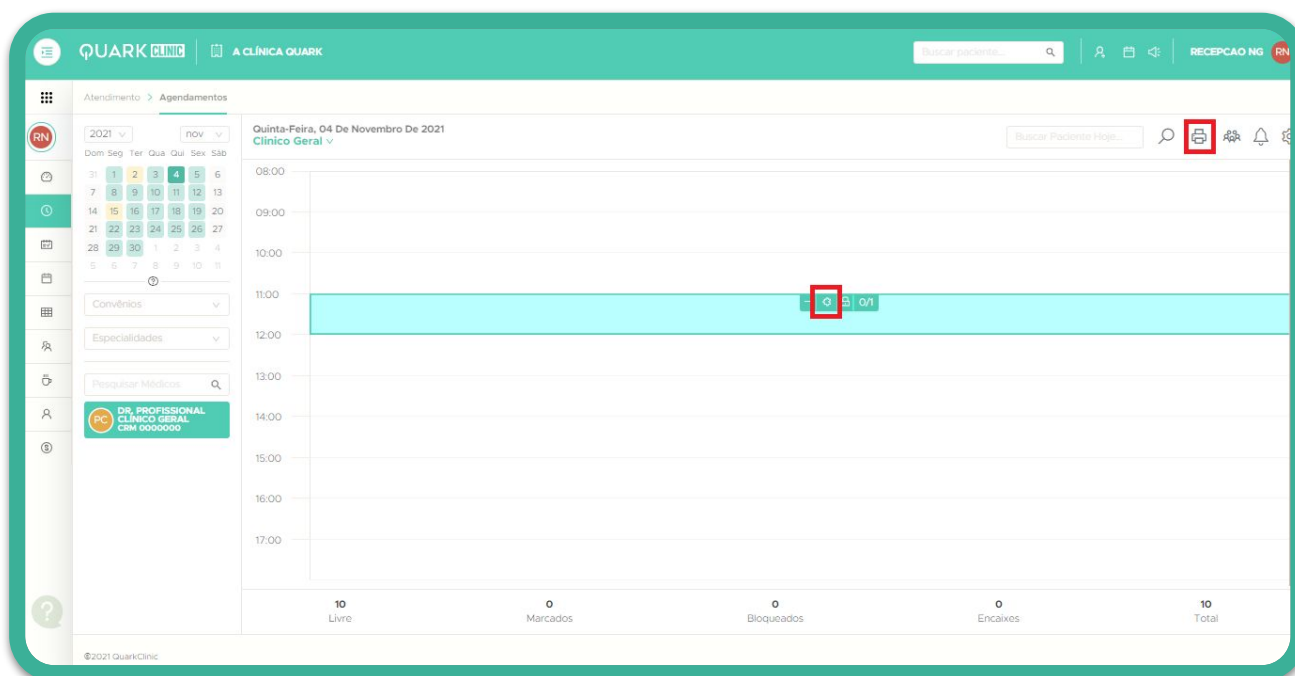 QUARK CLINIC
A CLÍNICA QUARK
Buscar paciente...
RECEPCAO NG
RN
Atendimento > Agendamentos
RN
2021
nov
Dom Seg Ter Qua Qui Sex Sáb
31 1 2 3 4 5 6
7 8 9 10 11 12 13
14 15 16 17 18 19 20
21 22 23 24 25 26 27
28 29 30 1 2 3 4
5 6 7 8 9 10 11
Convênios
Especialidades
Pesquisar Médicos
PC
DR, PROFISSIONAL
CLÍNICO GERAL
CRM 0000000
Quinta-Feira, 04 De Novembro De 2021
Clínico Geral
Buscar Paciente Hoje...
08:00
09:00
10:00
11:00
0/1
12:00
13:00
14:00
15:00
16:00
17:00
10
Livre
0
Marcados
0
Bloqueados
0
Encaixes
10
Total
?
©2021 QuarkClinic